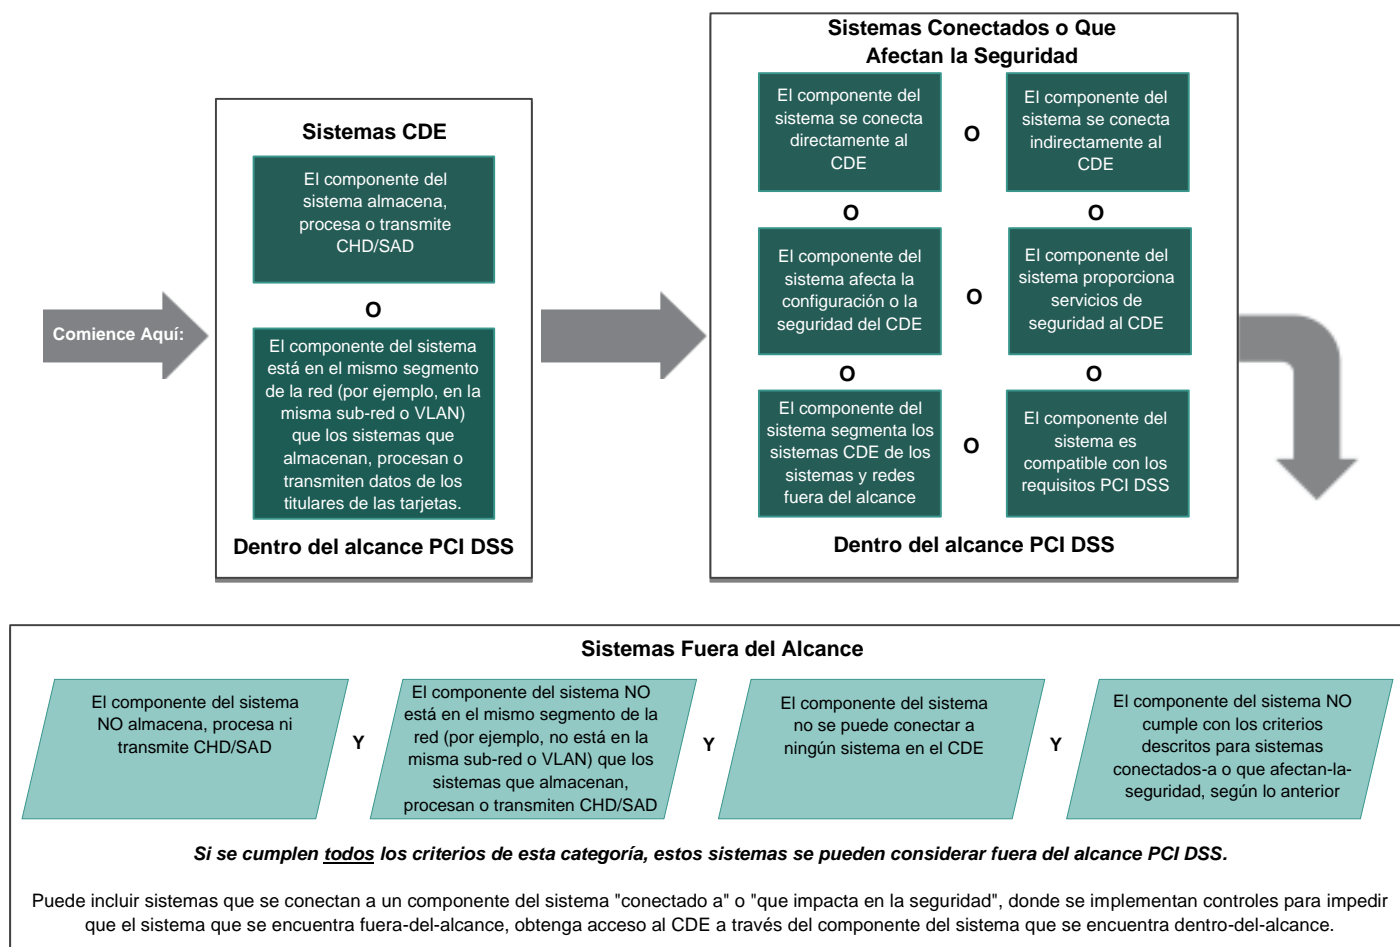 Comience Aquí:
Sistemas CDE
El componente del
sistema almacena,
procesa o transmite
CHD/SAD
O
El componente del sistema
está en el mismo segmento
de la red (por ejemplo, en la
misma sub-red o VLAN)
que los sistemas que
almacenan, procesan o
transmiten datos de los
titulares de las tarjetas.
Dentro del alcance PCI DSS
Sistemas Conectados o Que
Afectan la Seguridad
El componente del
sistema se conecta
directamente al
CDE
O
El componente del
sistema se conecta
indirectamente al
CDE
O
O
El componente del
sistema afecta la
configuración o la
seguridad del CDE
O
El componente del
sistema proporciona
servicios de
seguridad al CDE
O
O
El componente del
sistema segmenta los
sistemas CDE de los
sistemas y redes
fuera del alcance
O
El componente del
sistema es
compatible con los
requisitos PCI DSS
Dentro del alcance PCI DSS
Sistemas Fuera del Alcance
El componente del sistema
NO almacena, procesa ni
transmite CHD/SAD
Y
El componente del sistema NO
está en el mismo segmento de la
red (por ejemplo, no está en la
misma sub-red o VLAN) que los
sistemas que almacenan,
procesan o transmiten CHD/SAD
Y
El componente del sistema
no se puede conectar a
ningún sistema en el CDE
Y
El componente del sistema NO
cumple con los criterios
descritos para sistemas
conectados-a o que afectan-la-
seguridad, según lo anterior
Si se cumplen todos los criterios de esta categoría, estos sistemas se pueden considerar fuera del alcance PCI DSS.
Puede incluir sistemas que se conectan a un componente del sistema "conectado a" o "que impacta en la seguridad", donde se implementan controles para impedir
que el sistema que se encuentra fuera-del-alcance, obtenga acceso al CDE a través del componente del sistema que se encuentra dentro-del-alcance.